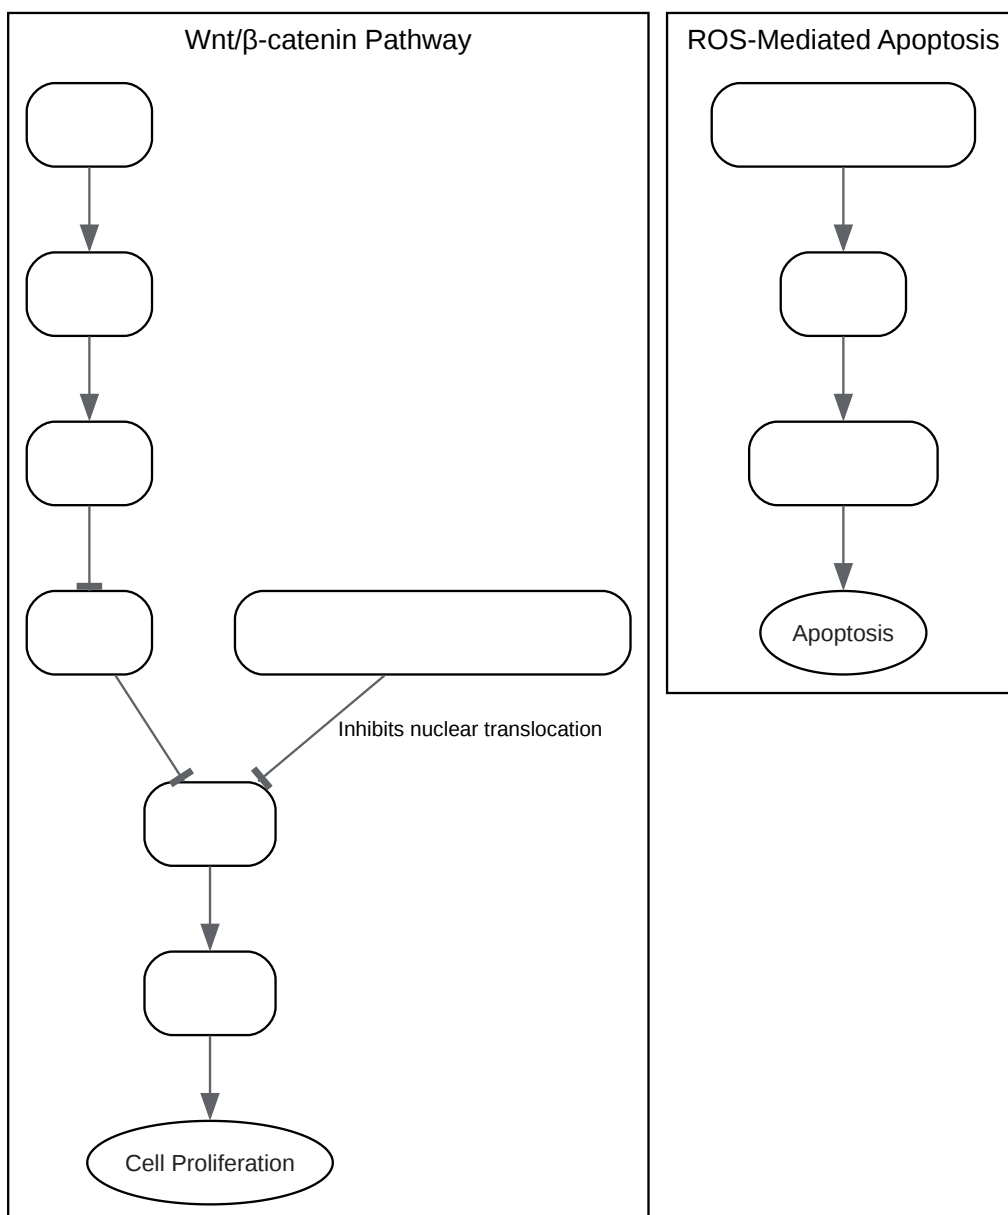 Wnt/β-catenin Pathway
ROS-Mediated Apoptosis
Apoptosis
Inhibits nuclear translocation
Cell Proliferation